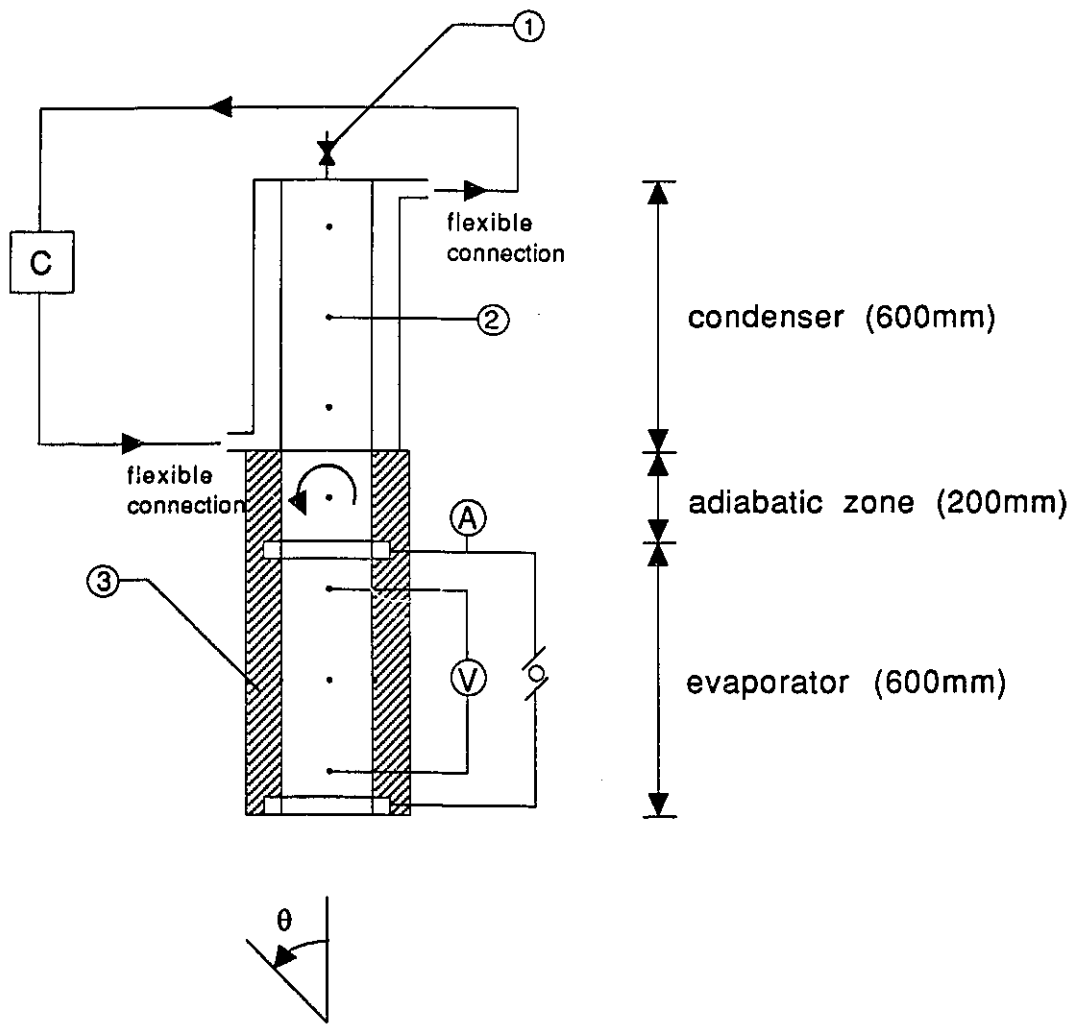 1
flexible
connection
C
2
condenser (600mm)
flexible
connection
adiabatic zone (200mm)
A
3
V
evaporator (600mm)
θ